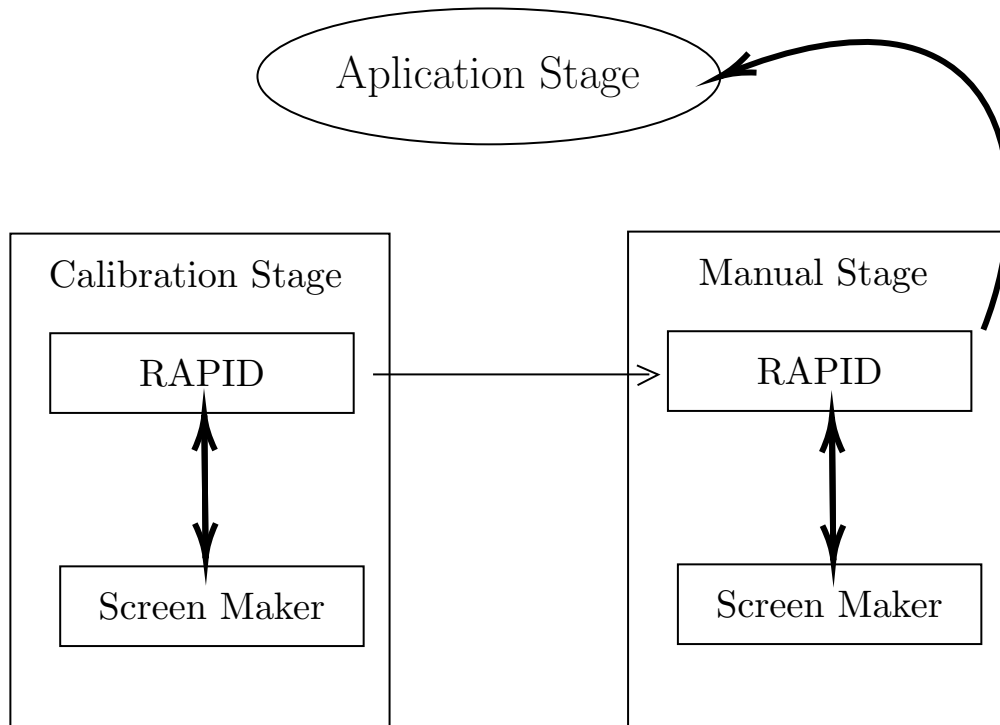 Aplication Stage
Calibration Stage
RAPID
Screen Maker
Manual Stage
RAPID
Screen Maker